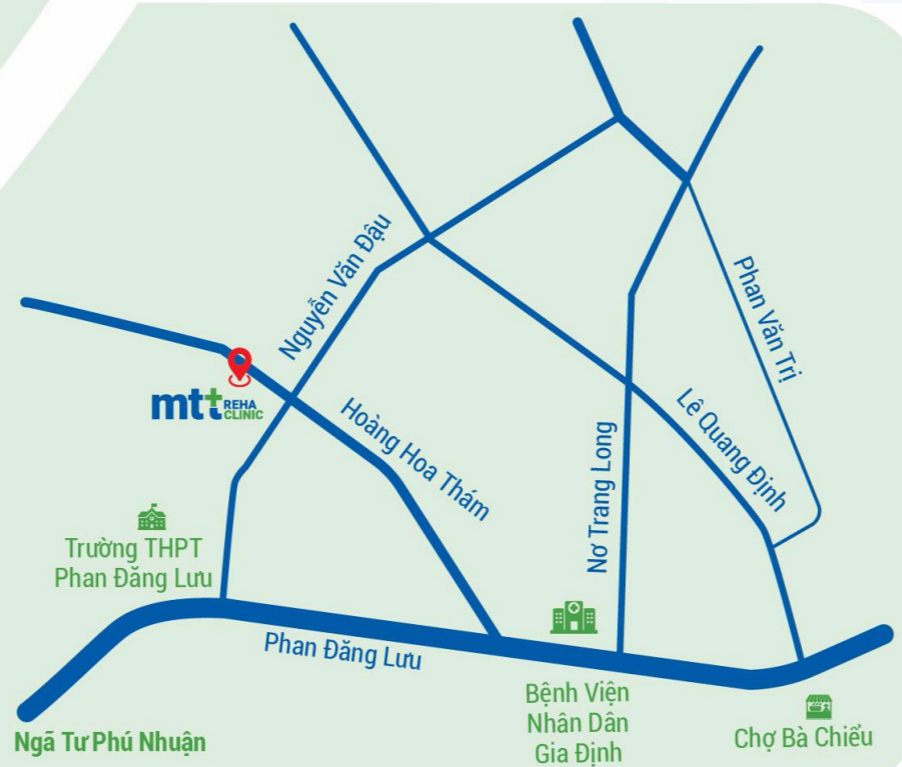 Nguyễn Văn Đậu
Phan Văn Trị
mtt REHA
CLINIC
Hoàng Hoa Thám
Lê Quang Định
Nơ Trang Long
Trường THPT
Phan Đăng Lưu
Phan Đăng Lưu
Bệnh Viện
Nhân Dân
Gia Định
Ngã Tư Phú Nhuận
Chợ Bà Chiểu